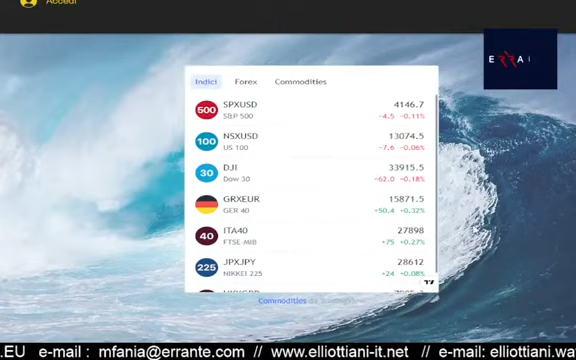 Accedi
E RR A
Indici Forex Commodities
500 SPXUSD 4146.7
S&P 500 -4.5 -0.11%
100 NSXUSD 13074.5
US 100 -7.6 -0.06%
30 DJI 33915.5
Dow 30 -62.0 -0.18%
GRXEUR 15871.5
GER 40 +50.4 +0.32%
40 ITA40 27898
FTSE MIB +75 +0.27%
225 JPXJPY 28612
NIKKEI 225 +24 +0.08%
Commodities
.EU e-mail : mfania@errante.com // www.elliottiani-it.net // e-mail: elliottiani.wa